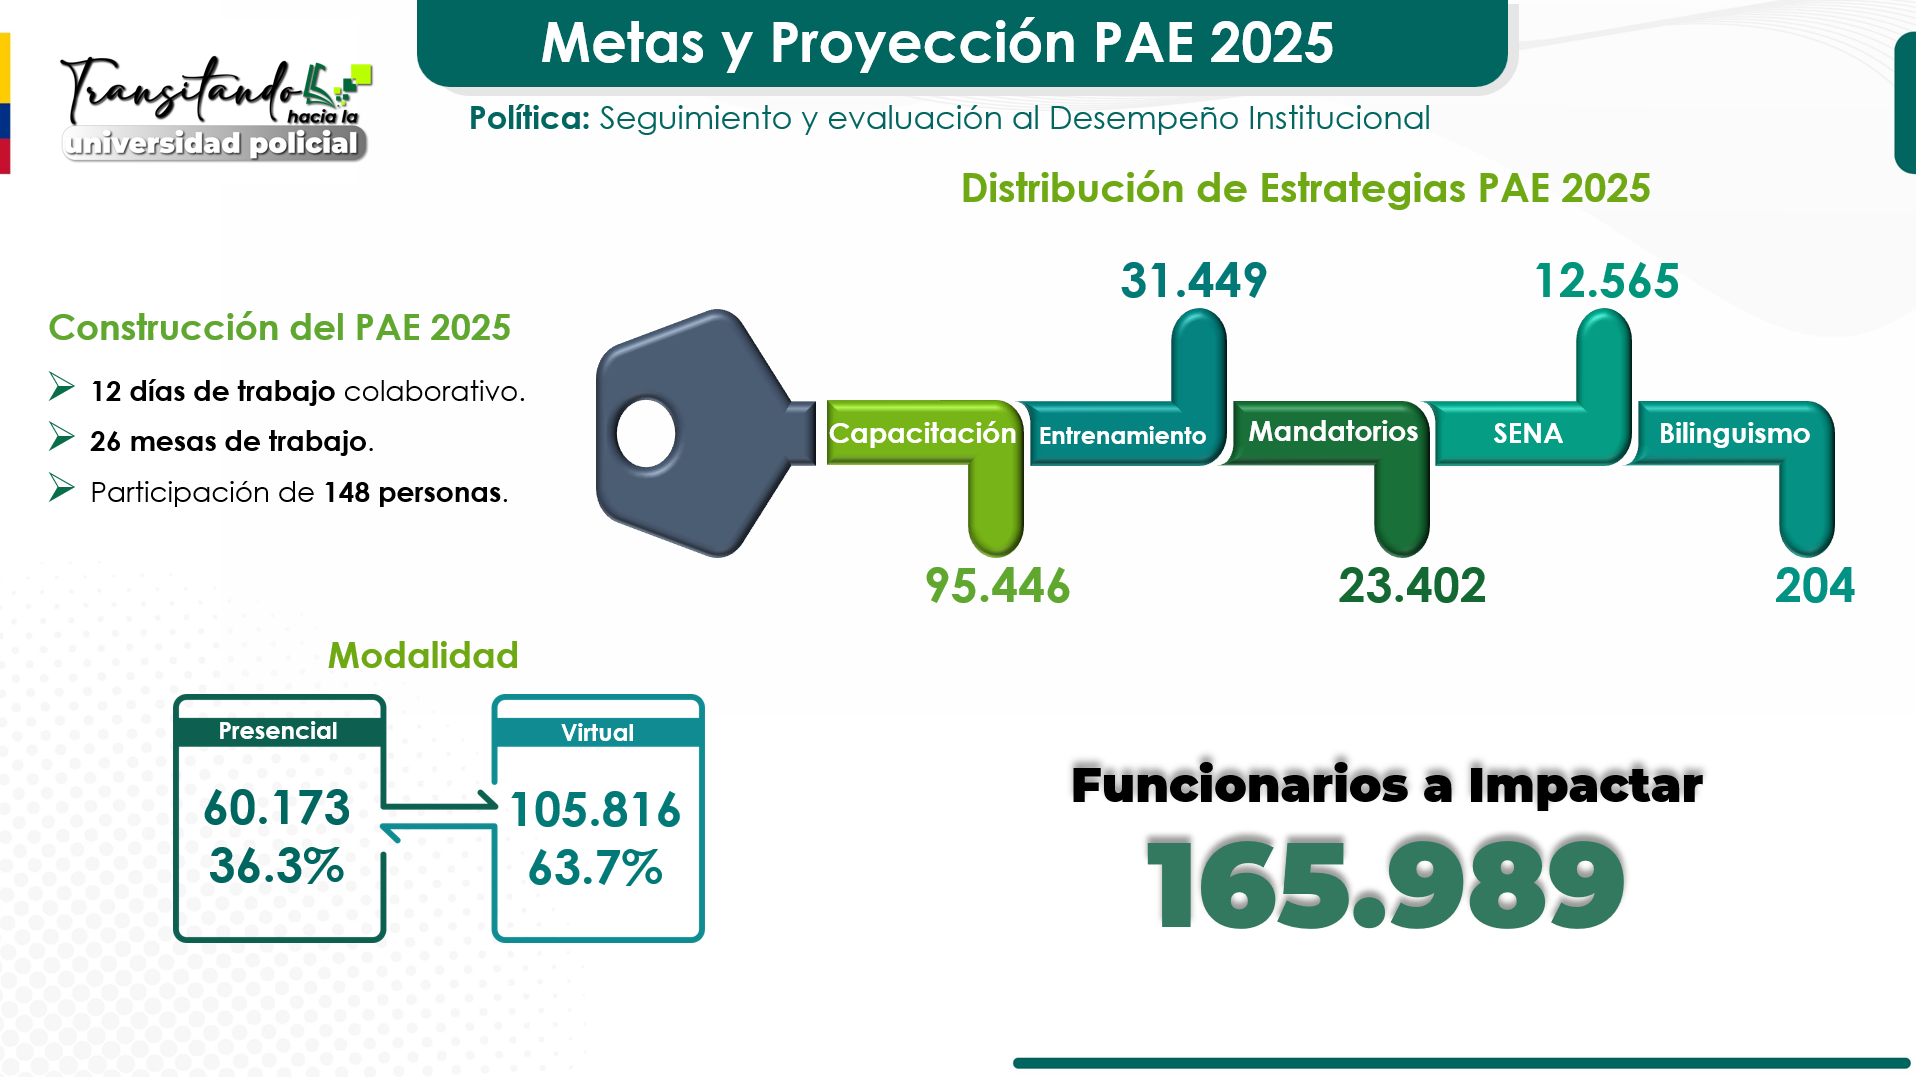 Metas y Proyección PAE 2025
Transitando
hacia la
universidad policial
Política: Seguimiento y evaluación al Desempeño Institucional
Distribución de Estrategias PAE 2025
31.449
12.565
Construcción del PAE 2025
12 días de trabajo colaborativo.
26 mesas de trabajo.
Participación de 148 personas.
Capacitación
Entrenamiento
Mandatorios
SENA
Bilinguismo
95.446
23.402
204
Modalidad
Presencial
60.173
36.3%
Virtual
105.816
63.7%
Funcionarios a Impactar
165.989